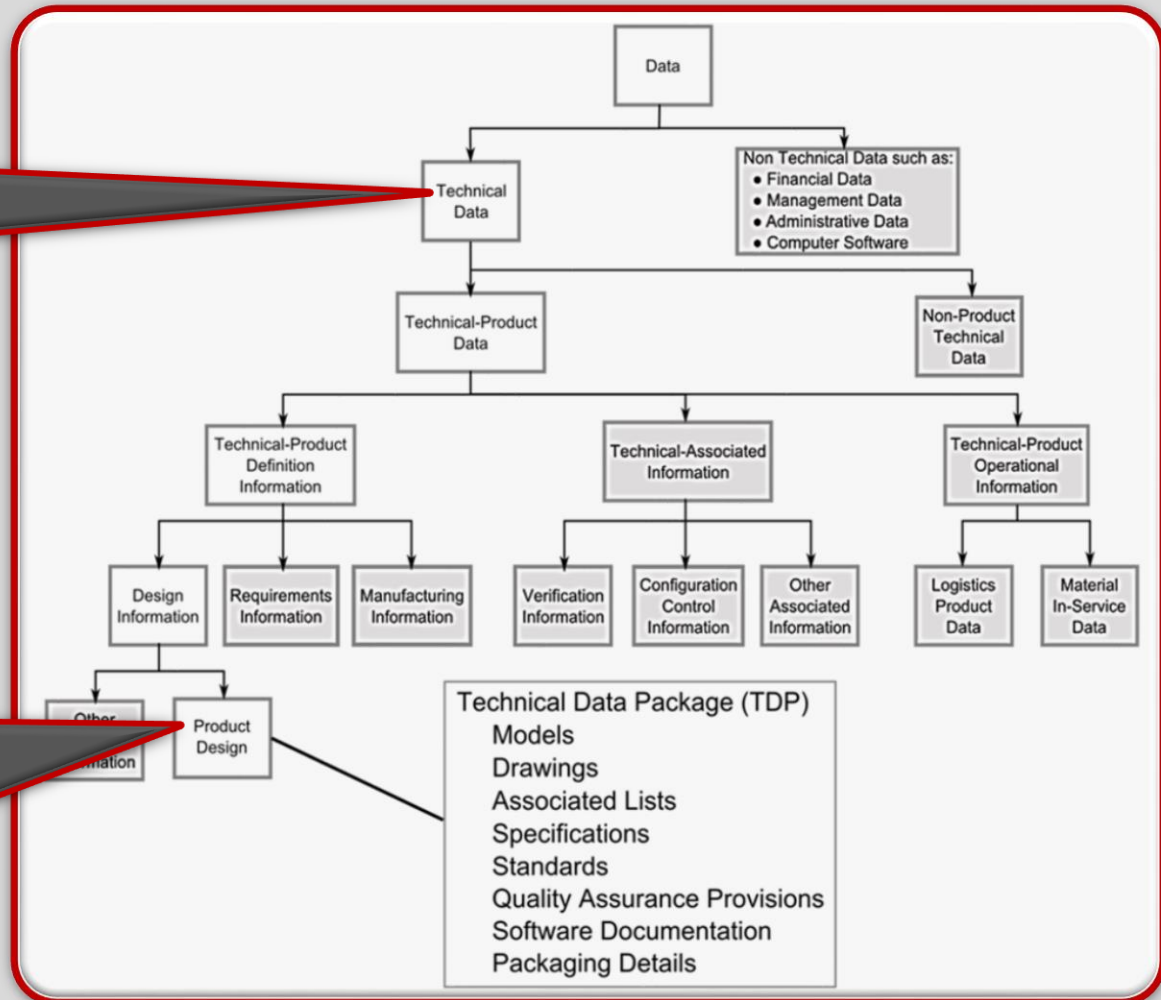 Data
Technical
Data
Non Technical Data such as:
● Financial Data
● Management Data
● Administrative Data
● Computer Software
Technical-Product
Data
Non-Product
Technical
Data
Technical-Product
Definition
Information
Technical-Associated
Information
Technical-Product
Operational
Information
Design
Information
Requirements
Information
Manufacturing
Information
Verification
Information
Configuration
Control
Information
Other
Associated
Information
Logistics
Product
Data
Material
In-Service
Data
Other
Product
Design
Technical Data Package (TDP)
Models
Drawings
Associated Lists
Specifications
Standards
Quality Assurance Provisions
Software Documentation
Packaging Details